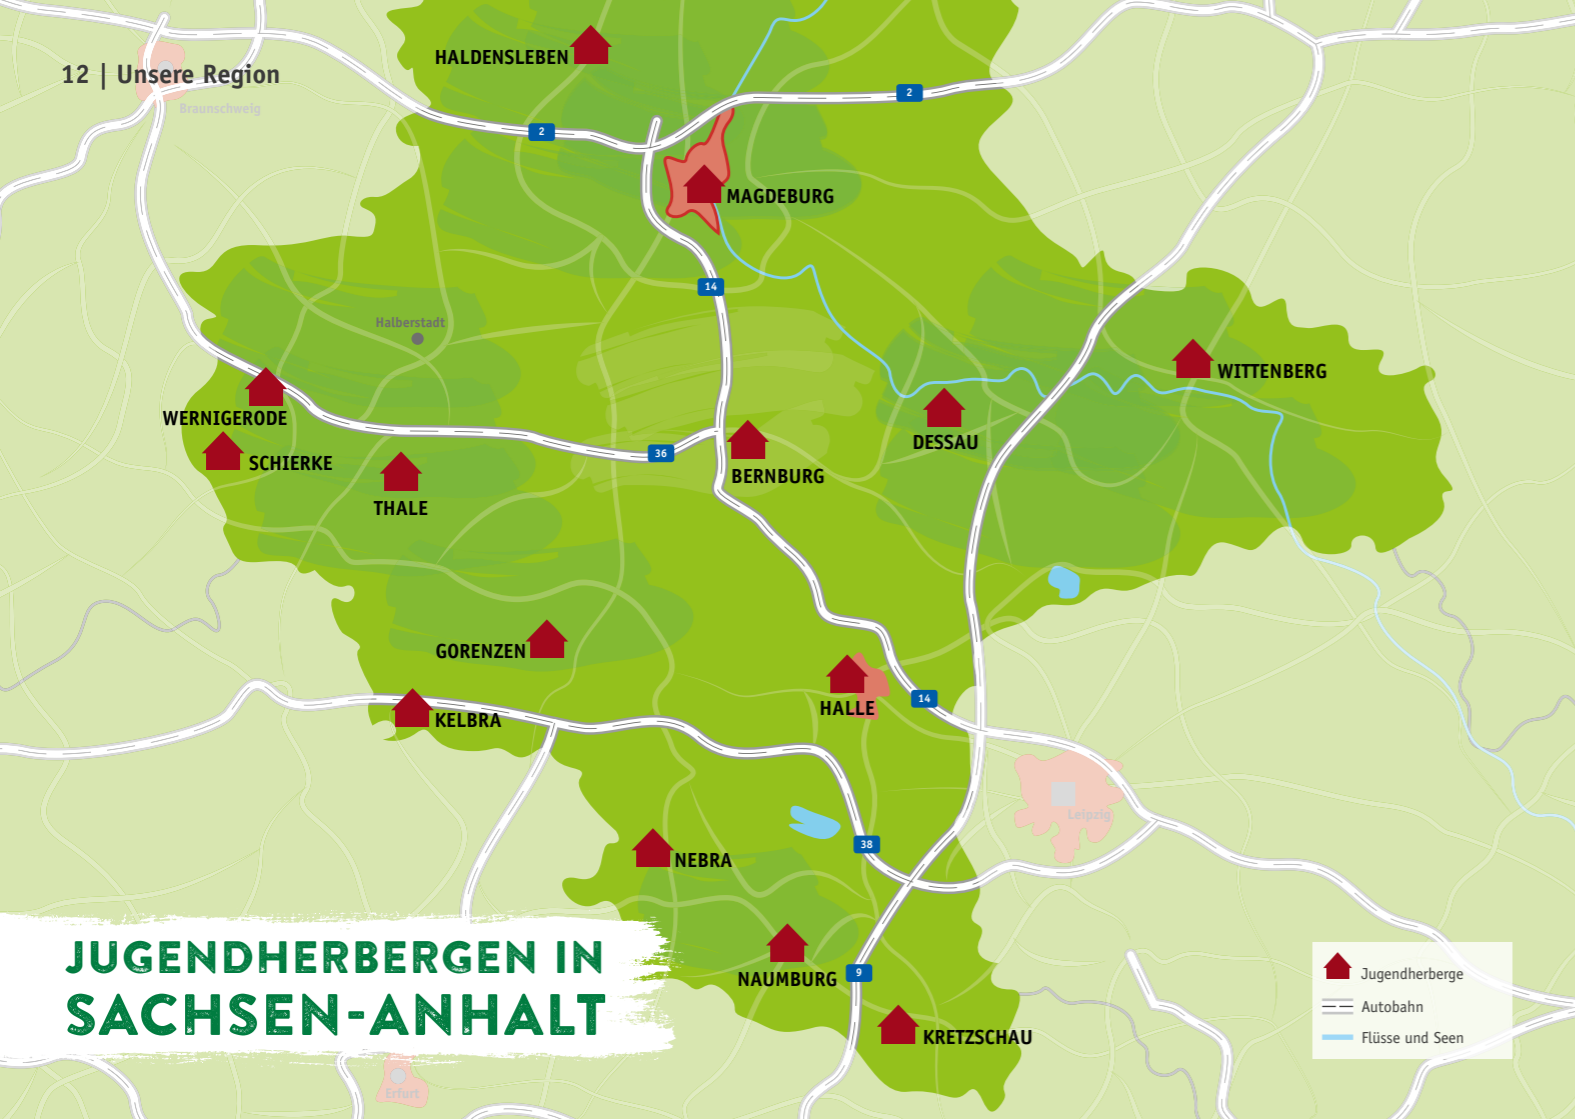 12 | Unsere Region
Braunschweig
HALDENSLEBEN
2
2
MAGDEBURG
14
Halberstadt
WERNIGERODE
SCHIERKE
THALE
36
BERNBURG
DESSAU
WITTENBERG
GORENZEN
KELBRA
HALLE
14
Leipzig
38
NEBRA
NAUMBURG
9
KRETZSCHAU
JUGENDHERBERGEN IN
SACHSEN-ANHALT
Erfurt
Jugendherberge
Autobahn
Flüsse und Seen